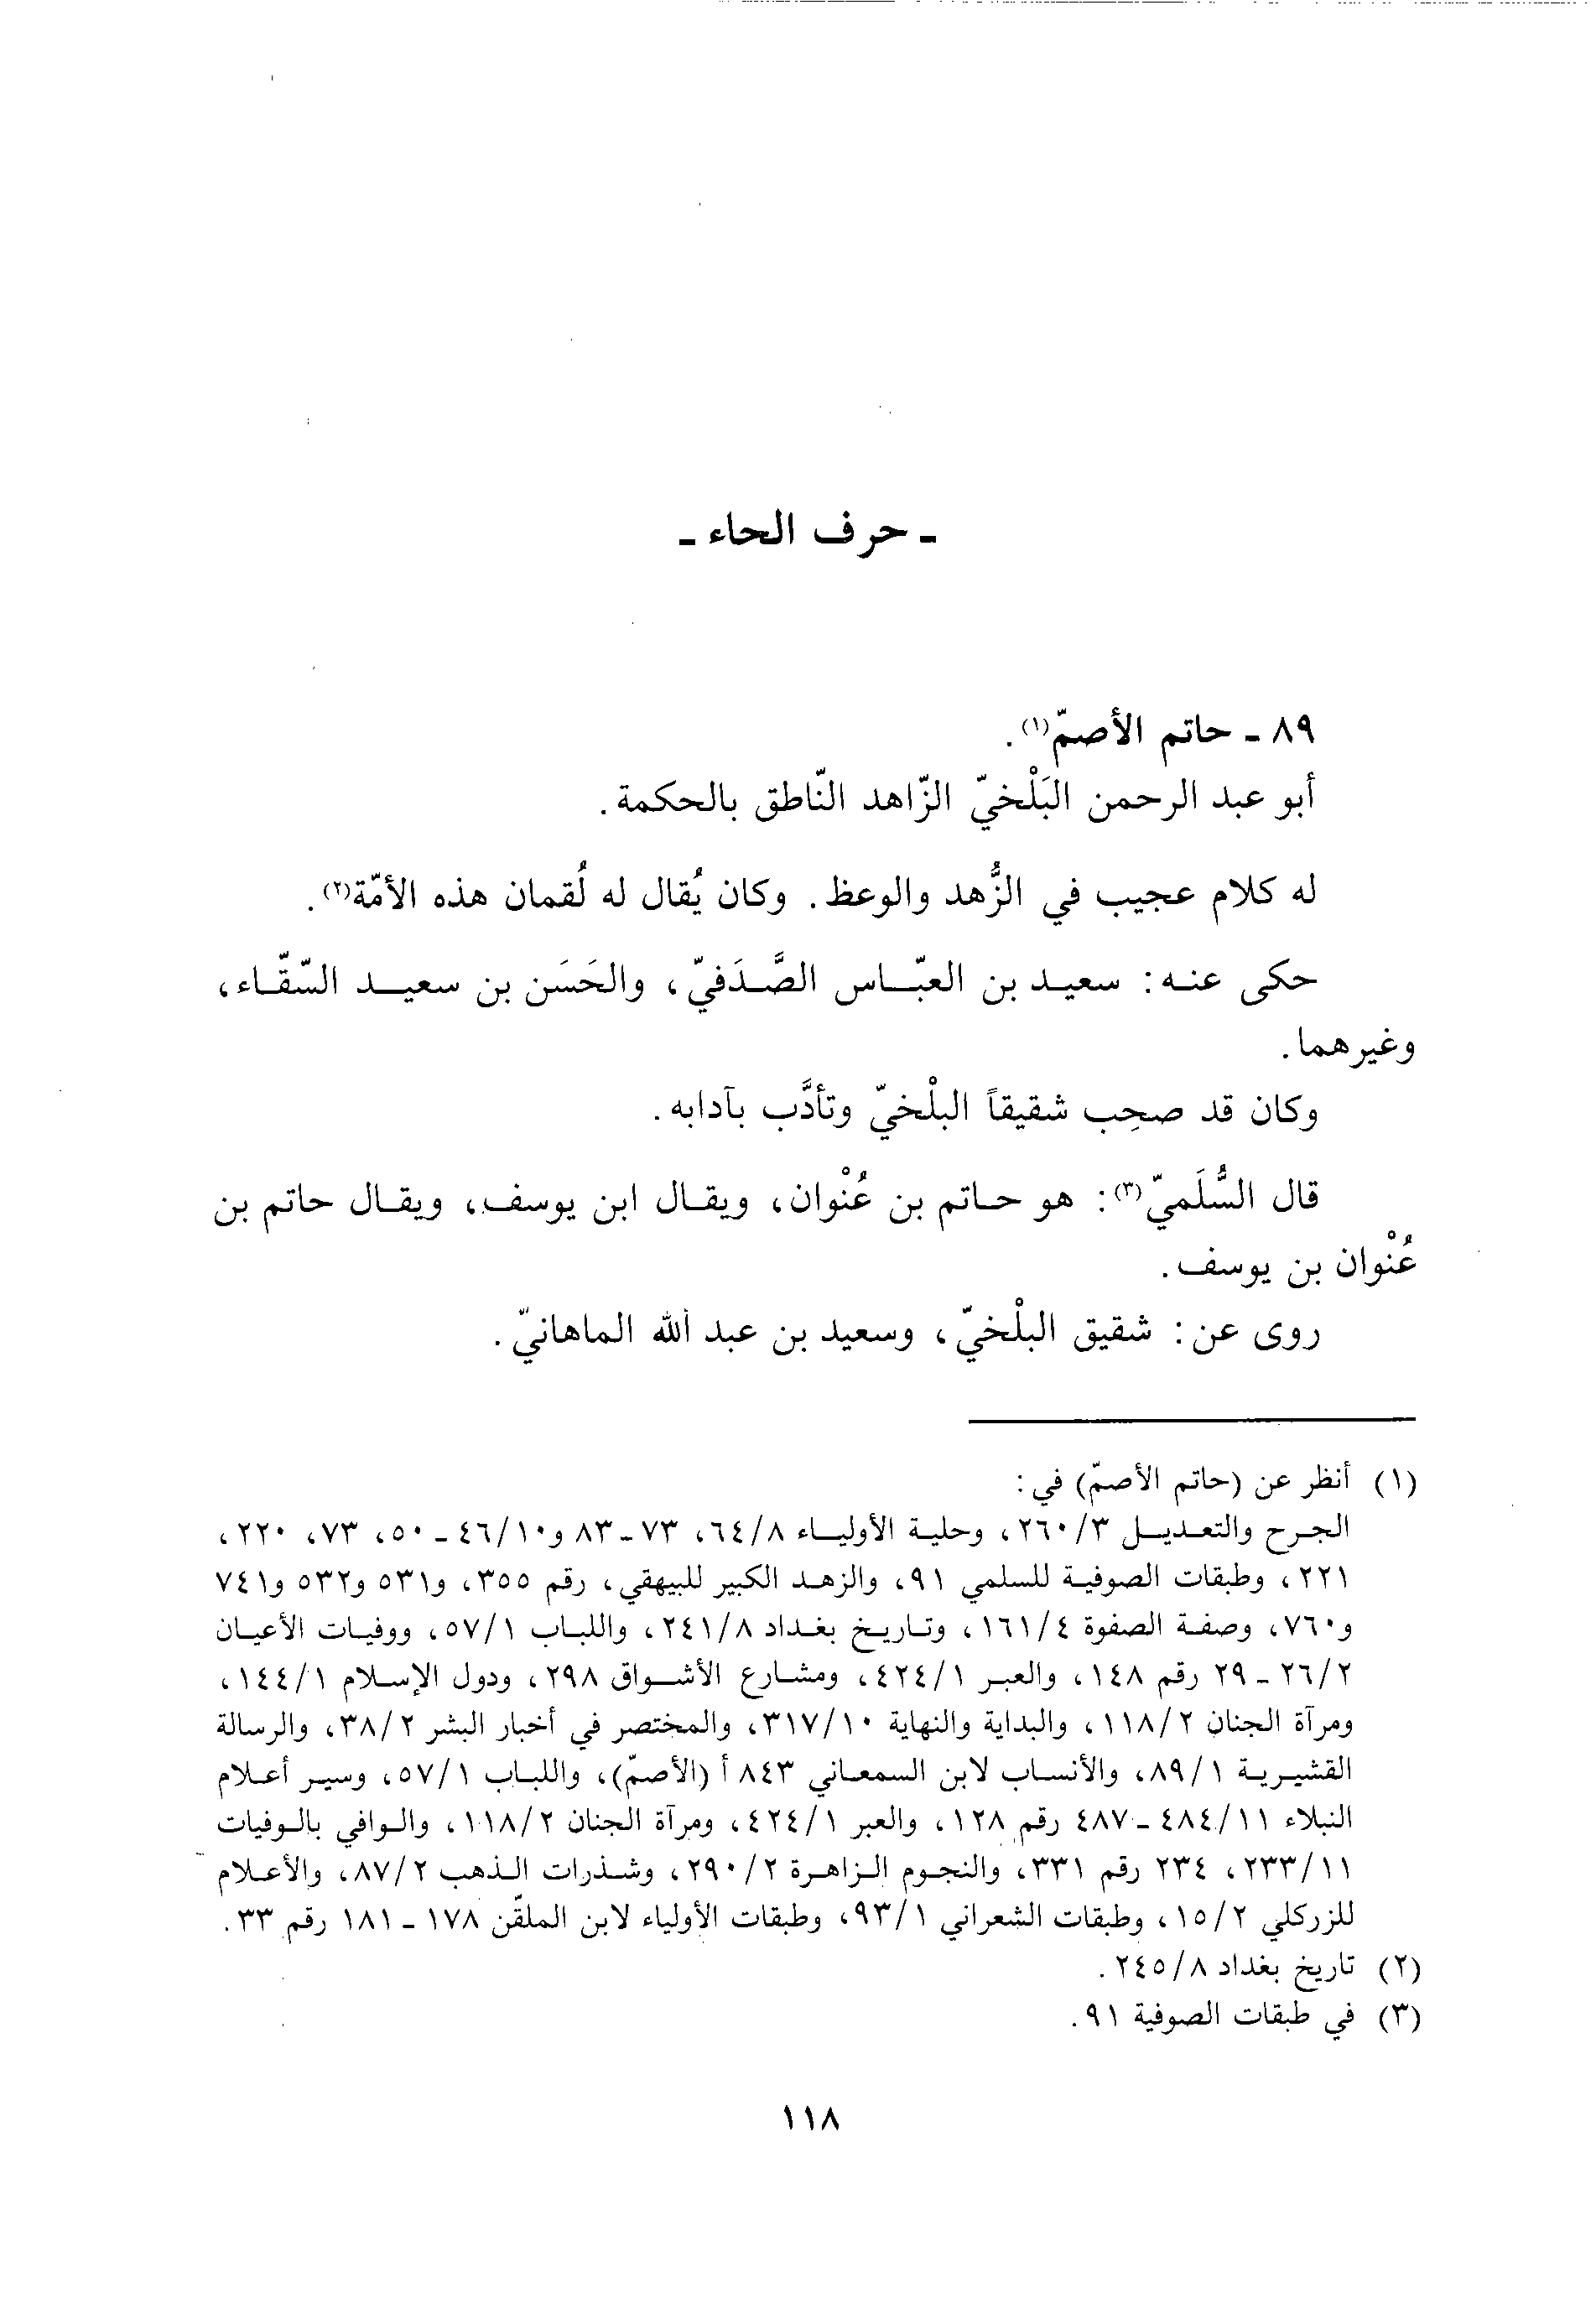 ـ حرف الحاء ـ
٨٩ ـ حاتم الأصمّ(١).
أبو عبد الرحمن البَلْخيّ الزّاهد النّاطق بالحكمة.
له كلام عجيب في الزُّهد والوعظ. وكان يُقال له لُقمان هذه الأمّة(٢).
حكى عنه: سعيد بن العبّاس الصَّدَفيّ، والحَسَن بن سعيد السّقّاء،
وغيرهما.
وكان قد صحِب شقيقاً البلْخيّ وتأدَّب بآدابه.
قال السُّلَميّ(٣): هو حاتم بن عُنْوان، ويقال ابن يوسف، ويقال حاتم بن
عُنْوان بن يوسف.
روى عن: شقيق البلْخيّ، وسعيد بن عبد الله الماهانيّ.
(١) أنظر عن (حاتم الأصمّ) في:
الجرح والتعديل ٢٦٠/٣، وحلية الأولياء ٦٤/٨، ٧٣ ـ ٨٣ و٤٦/١٠ ـ ٥٠، ٧٣، ٢٢٠،
٢٢١، وطبقات الصوفية للسلمي ٩١، والزهد الكبير للبيهقي، رقم ٣٥٥، و٥٣١ و٥٣٢ و٧٤١
و٧٦٠، وصفة الصفوة ١٦١/٤، وتاريخ بغداد ٢٤١/٨، واللباب ٥٧/١، ووفيات الأعيان
٢٦/٢ ـ ٢٩ رقم ١٤٨، والعبر ٤٢٤/١، ومشارع الأشواق ٢٩٨، ودول الإسلام ١٤٤/١،
ومرآة الجنان ١١٨/٢، والبداية والنهاية ٣١٧/١٠، والمختصر في أخبار البشر ٣٨/٢، والرسالة
القشيرية ٨٩/١، والأنساب لابن السمعاني ٨٤٣ أ (الأصمّ)، واللباب ٥٧/١، وسير أعلام
النبلاء ٤٨٤/١١ ـ ٤٨٧ رقم ١٢٨، والعبر ٤٢٤/١، ومرآة الجنان ١١٨/٢، والوافي بالوفيات
٢٣٣/١١، ٢٣٤ رقم ٣٣١، والنجوم الزاهرة ٢٩٠/٢، وشذرات الذهب ٨٧/٢، والأعلام
للزركلي ١٥/٢، وطبقات الشعراني ٩٣/١، وطبقات الأولياء لابن الملقّن ١٧٨ ـ ١٨١ رقم ٣٣.
(٢) تاريخ بغداد ٢٤٥/٨.
(٣) في طبقات الصوفية ٩١.
١١٨